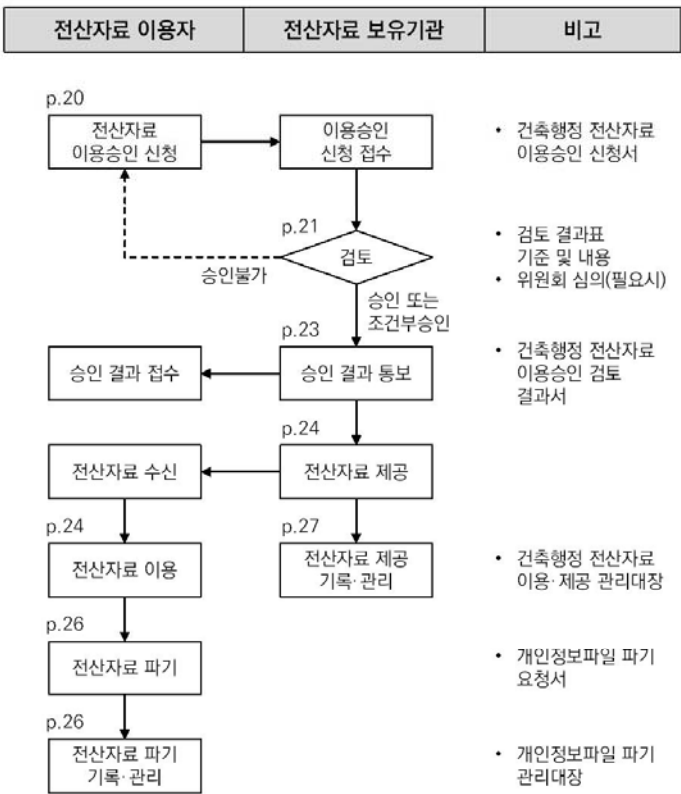 전산자료 이용자 전산자료 보유기관 비고
p.20
전산자료
이용승인 신청
이용승인
신청 접수
• 건축행정 전산자료
이용승인 신청서
p.21
검토
승인불가
• 검토 결과표
기준 및 내용
• 위원회 심의(필요시)
승인 또는
조건부승인
p.23
승인 결과 접수
승인 결과 통보
• 건축행정 전산자료
이용승인 검토
결과서
p.24
전산자료 수신
전산자료 제공
p.24
전산자료 이용
p.27
전산자료 제공
기록·관리
• 건축행정 전산자료
이용·제공 관리대장
p.26
전산자료 파기
• 개인정보파일 파기
요청서
p.26
전산자료 파기
기록·관리
• 개인정보파일 파기
관리대장